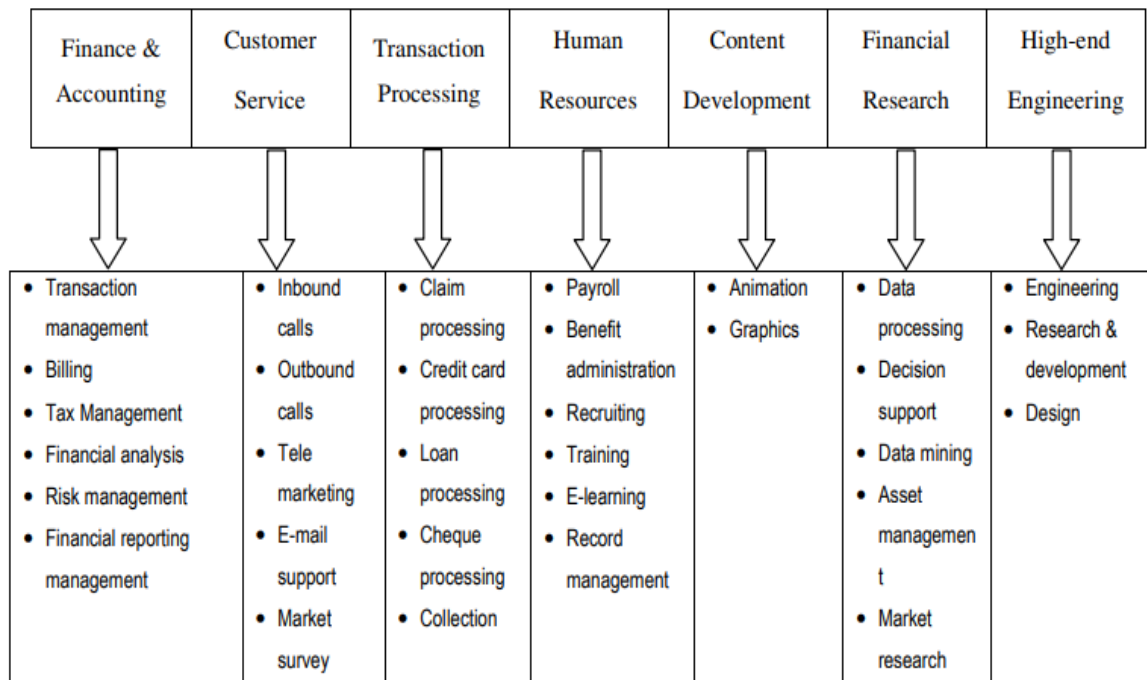 Finance &
Accounting
Customer
Service
Transaction
Processing
Human
Resources
Content
Development
Financial
Research
High-end
Engineering
• Transaction
management
• Billing
• Tax Management
• Financial analysis
• Risk management
• Financial reporting
management
• Inbound
calls
• Outbound
calls
• Tele
marketing
• E-mail
support
• Market
survey
• Claim
processing
• Credit card
processing
• Loan
processing
• Cheque
processing
• Collection
• Payroll
• Benefit
administration
• Recruiting
• Training
• E-learning
• Record
management
• Animation
• Graphics
• Data
processing
• Decision
support
• Data mining
• Asset
managemen
t
• Market
research
• Engineering
• Research &
development
• Design